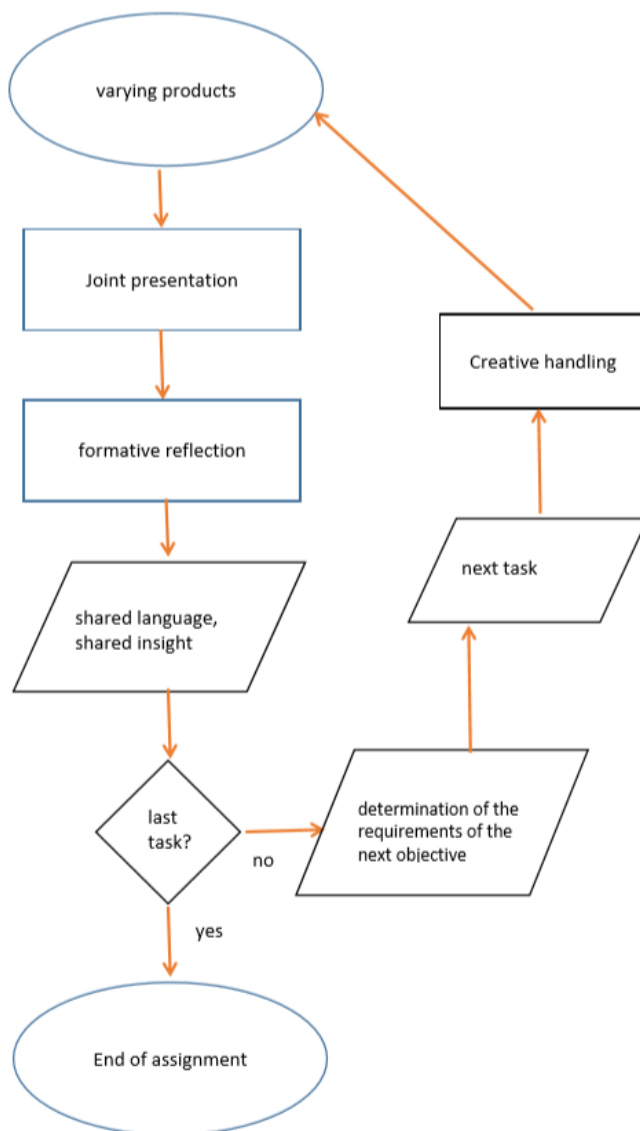 varying products
Joint presentation
formative reflection
shared language,
shared insight
last
task?
no
yes
End of assignment
determination of the
requirements of the
next objective
next task
Creative handling